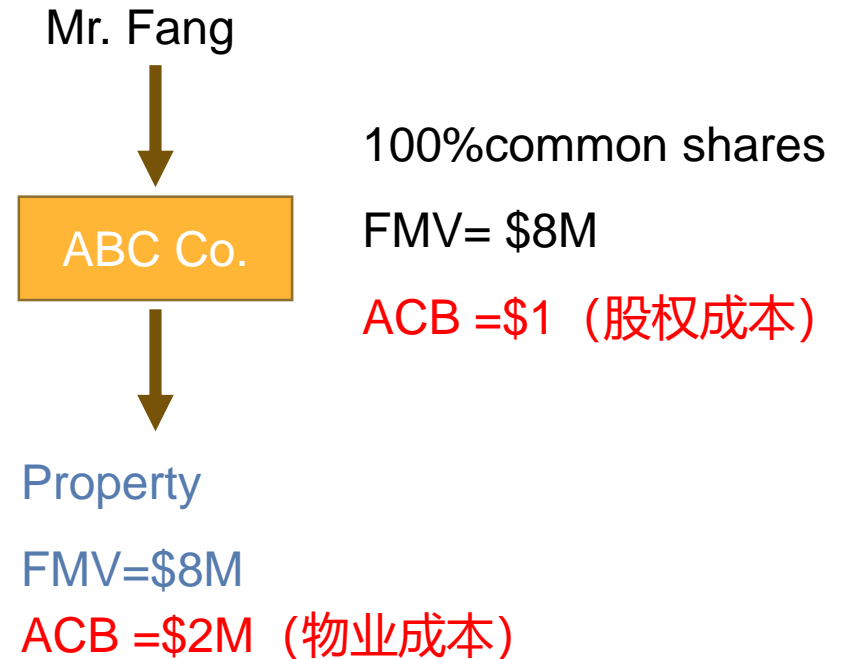 Mr. Fang
100%common shares
ABC Co.
FMV= $8M
ACB =$1（股权成本）
Property
FMV=$8M
ACB =$2M（物业成本）